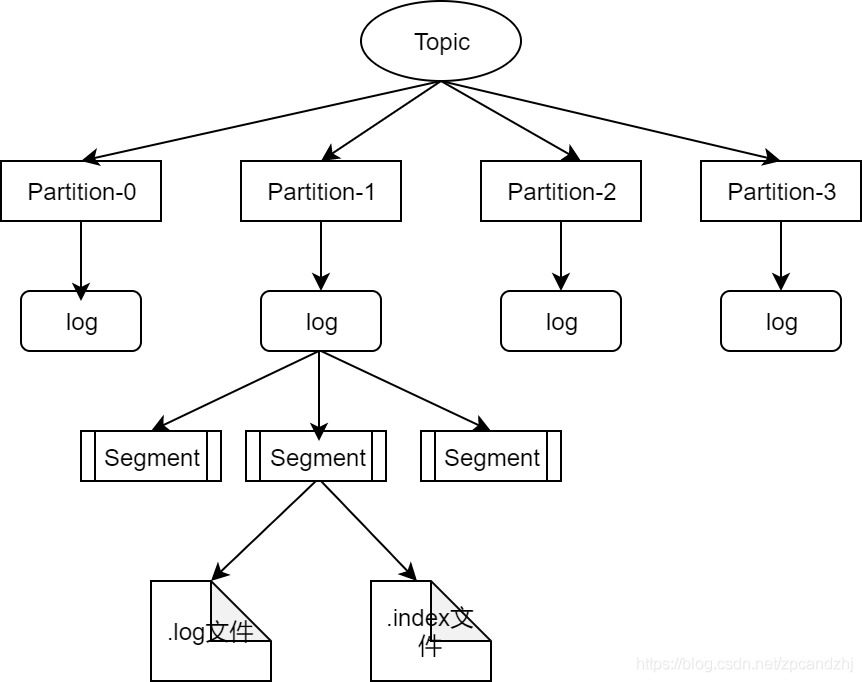 Topic
Partition-0
Partition-1
Partition-2
Partition-3
log
log
log
log
Segment
Segment
Segment
.log文件
.index文
件
https://blog.csdn.net/zpcandzhj